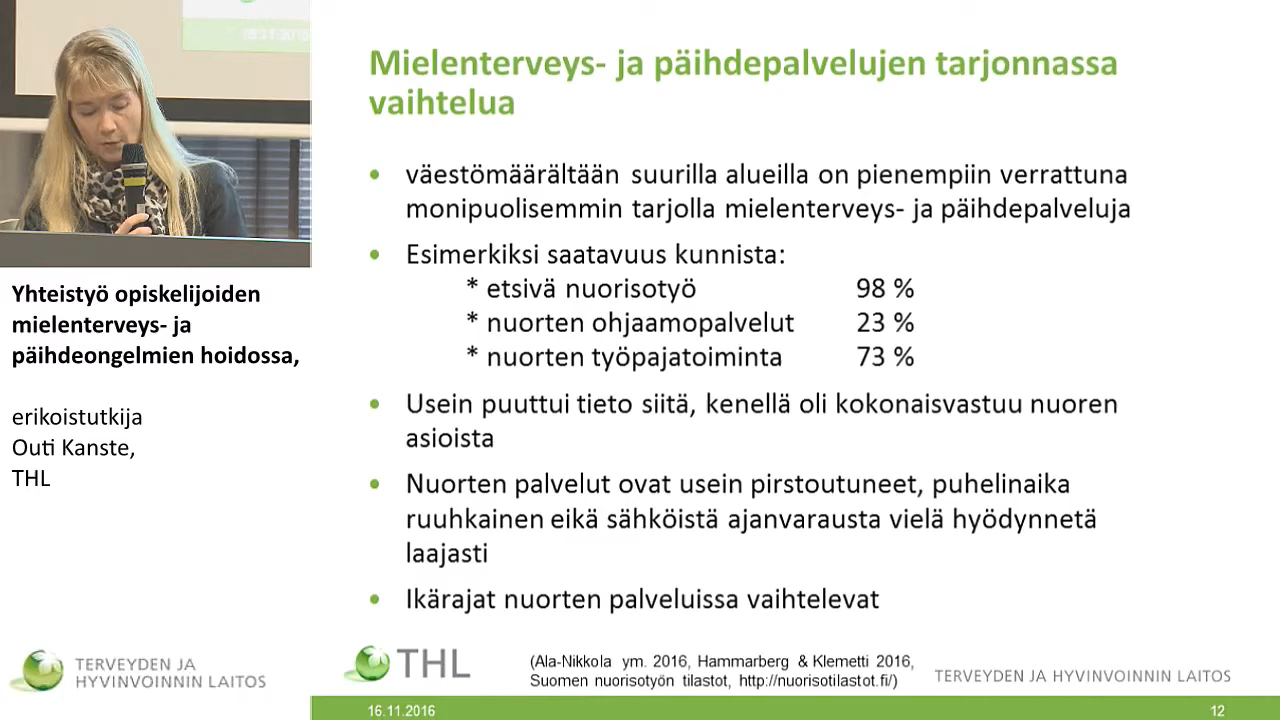 Mielenterveys- ja päihdepalvelujen tarjonnassa
vaihtelua
• väestömäärältään suurilla alueilla on pienempiin verrattuna
monipuolisemmin tarjolla mielenterveys- ja päihdepalveluja
• Esimerkiksi saatavuus kunnista:
* etsivä nuorisotyö 98 %
* nuorten ohjaamopalvelut 23 %
* nuorten työpajatoiminta 73 %
• Usein puuttui tieto siitä, kenellä oli kokonaisvastuu nuoren
asioista
• Nuorten palvelut ovat usein pirstoutuneet, puhelinaika
ruuhkainen eikä sähköistä ajanvarausta vielä hyödynnetä
laajasti
• Ikärajat nuorten palveluissa vaihtelevat
Yhteistyö opiskelijoiden
mielenterveys- ja
päihdeongelmien hoidossa,
erikoistutkija
Outi Kanste,
THL
TERVEYDEN JA
HYVINVOINNIN LAITOS
THL
(Ala-Nikkola ym. 2016, Hammarberg & Klemetti 2016,
Suomen nuorisotyön tilastot, http://nuorisotilastot.fi/)
TERVEYDEN JA HYVINVOINNIN LAITOS
16.11.2016
12